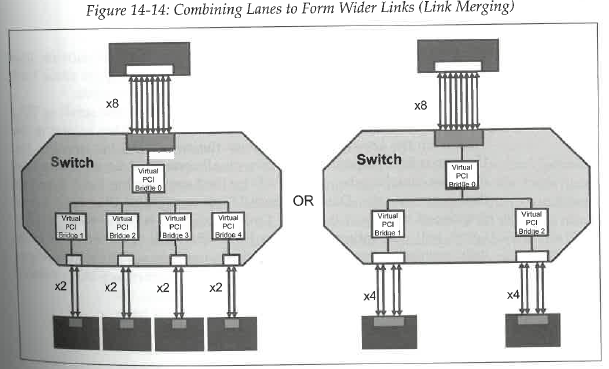 Figure 14-14: Combining Lanes to Form Wider Links (Link Merging)
x8
Switch
Virtual
PCI
Bridge 0
Virtual
PCI
Bridge 1
Virtual
PCI
Bridge 2
Virtual
PCI
Bridge 3
Virtual
PCI
Bridge 4
x2
x2
x2
x2
OR
x8
Switch
Virtual
PCI
Bridge 0
Virtual
PCI
Bridge 1
Virtual
PCI
Bridge 2
x4
x4